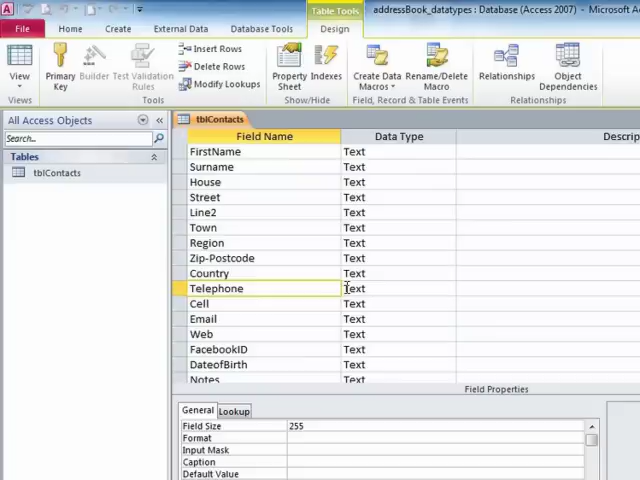 Table Tools
addressBook_datatypes : Database (Access 2007)
File Home Create External Data Database Tools Design
View
Primary Key
Builder
Test Validation Rules
Insert Rows
Delete Rows
Modify Lookups
Property Sheet
Indexes
Create Data Macros
Rename/Delete Macro
Relationships
Object Dependencies
Views
Tools
Show/Hide
Field, Record & Table Events
Relationships
All Access Objects
Search...
Tables
tblContacts
tblContacts
Field Name Data Type
FirstName Text
Surname Text
House Text
Street Text
Line2 Text
Town Text
Region Text
Zip-Postcode Text
Country Text
Telephone Text
Cell Text
Email Text
Web Text
FacebookID Text
DateofBirth Text
Notes Text
Field Properties
General Lookup
Field Size 255
Format
Input Mask
Caption
Default Value